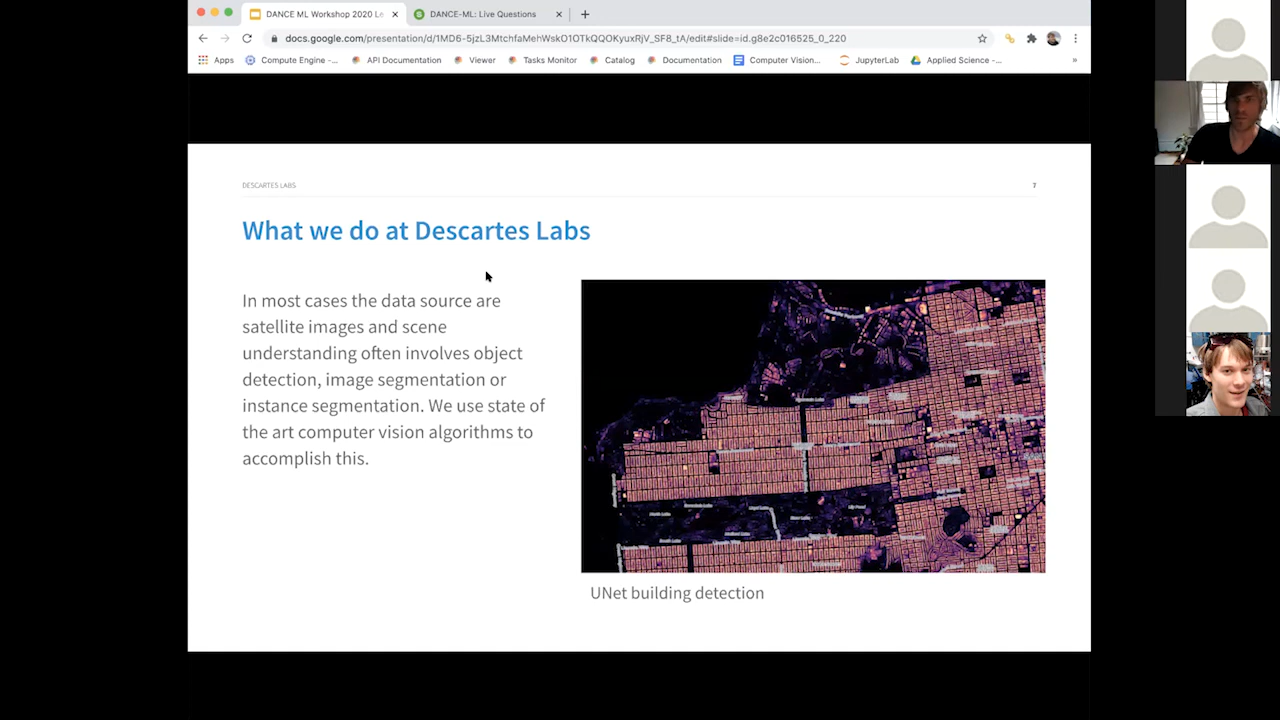 DANCE ML Workshop 2020 Le
DANCE-ML: Live Questions
docs.google.com/presentation/d/1MD6-5jzL3MtchfaMehWskO1OTkQQOKyuxRjV_SF8_tA/edit#slide=id.g8e2c016525_0_220
Apps
Compute Engine -...
API Documentation
Viewer
Tasks Monitor
Catalog
Documentation
Computer Vision...
JupyterLab
Applied Science -...
»
DESCARTES LABS
7
What we do at Descartes Labs
In most cases the data source are
satellite images and scene
understanding often involves object
detection, image segmentation or
instance segmentation. We use state of
the art computer vision algorithms to
accomplish this.
UNet building detection